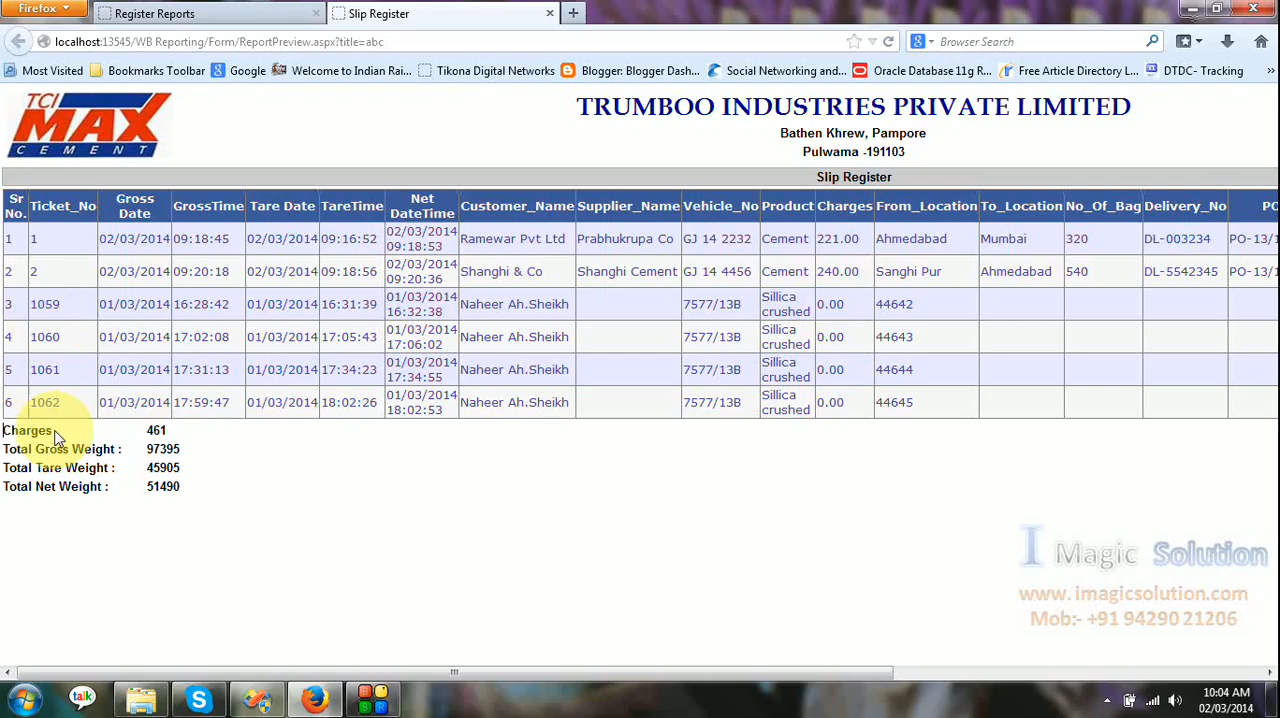 Firefox
Register Reports
Slip Register
localhost:13545/WB Reporting/Form/ReportPreview.aspx?title=abc
Browser Search
Most Visited
Bookmarks Toolbar
Google
Welcome to Indian Rai...
Tikona Digital Networks
Blogger: Blogger Dash...
Social Networking and...
Oracle Database 11g R...
Free Article Directory L...
DTDC- Tracking
TCI
MAX
CEMENT
TRUMBOO INDUSTRIES PRIVATE LIMITED
Bathen Khrew, Pampore
Pulwama -191103
Slip Register
Sr No. Ticket_No Gross Date GrossTime Tare Date TareTime Net DateTime Customer_Name Supplier_Name Vehicle_No Product Charges From_Location To_Location No_Of_Bag Delivery_No PO
1 1 02/03/2014 09:18:45 02/03/2014 09:16:52 02/03/2014 09:18:53 Ramewar Pvt Ltd Prabhukrupa Co GJ 14 2232 Cement 221.00 Ahmedabad Mumbai 320 DL-003234 PO-13/1
2 2 02/03/2014 09:20:18 02/03/2014 09:18:56 02/03/2014 09:20:36 Shanghi & Co Shanghi Cement GJ 14 4456 Cement 240.00 Sanghi Pur Ahmedabad 540 DL-5542345 PO-13/1
3 1059 01/03/2014 16:28:42 01/03/2014 16:31:39 01/03/2014 16:32:38 Naheer Ah.Sheikh 7577/13B Sillica crushed 0.00 44642
4 1060 01/03/2014 17:02:08 01/03/2014 17:05:43 01/03/2014 17:06:02 Naheer Ah.Sheikh 7577/13B Sillica crushed 0.00 44643
5 1061 01/03/2014 17:31:13 01/03/2014 17:34:23 01/03/2014 17:34:55 Naheer Ah.Sheikh 7577/13B Sillica crushed 0.00 44644
6 1062 01/03/2014 17:59:47 01/03/2014 18:02:26 01/03/2014 18:02:53 Naheer Ah.Sheikh 7577/13B Sillica crushed 0.00 44645
Charges 461
Total Gross Weight : 97395
Total Tare Weight : 45905
Total Net Weight : 51490
I Magic Solution
www.imagicsolution.com
Mob:- +91 94290 21206
talk
10:04 AM
02/03/2014